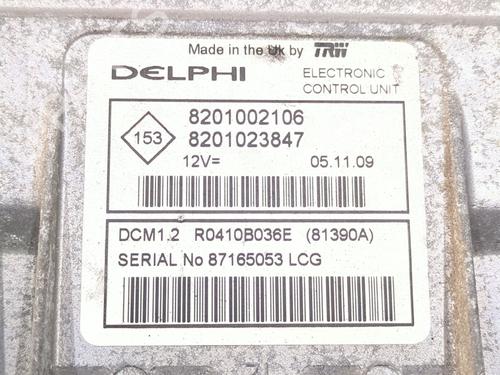 Made in the Uk by TRW
DELPHI ELECTRONIC
CONTROL UNIT
8201002106
153 8201023847
12V= 05.11.09
DCM1.2 R0410B036E (81390A)
SERIAL No 87165053 LCG